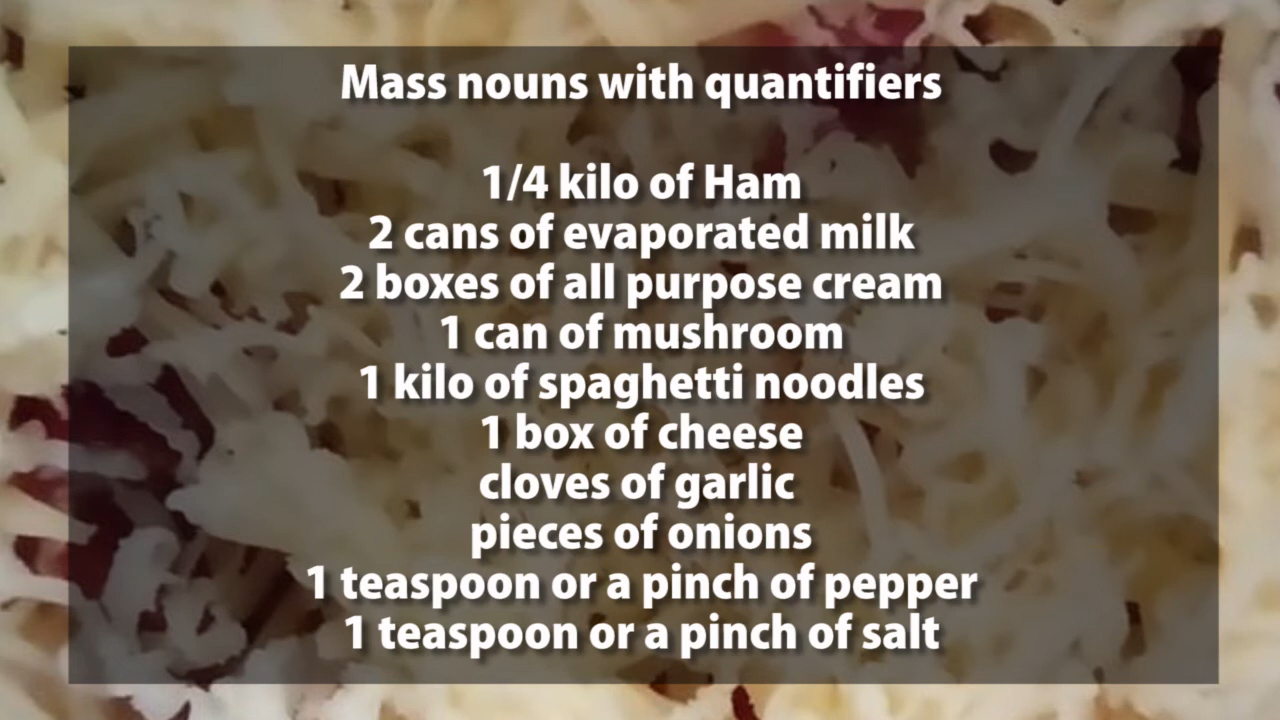 Mass nouns with quantifiers
1/4 kilo of Ham
2 cans of evaporated milk
2 boxes of all purpose cream
1 can of mushroom
1 kilo of spaghetti noodles
1 box of cheese
cloves of garlic
pieces of onions
1 teaspoon or a pinch of pepper
1 teaspoon or a pinch of salt